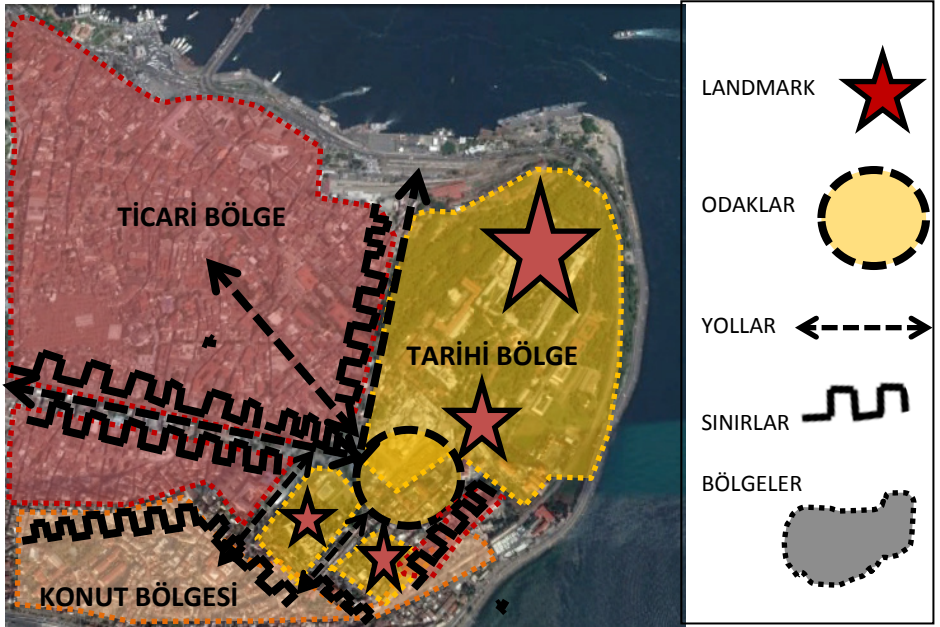 TİCARİ BÖLGE
TARİHİ BÖLGE
KONUT BÖLGESİ
LANDMARK
ODAKLAR
YOLLAR
SINIRLAR
BÖLGELER